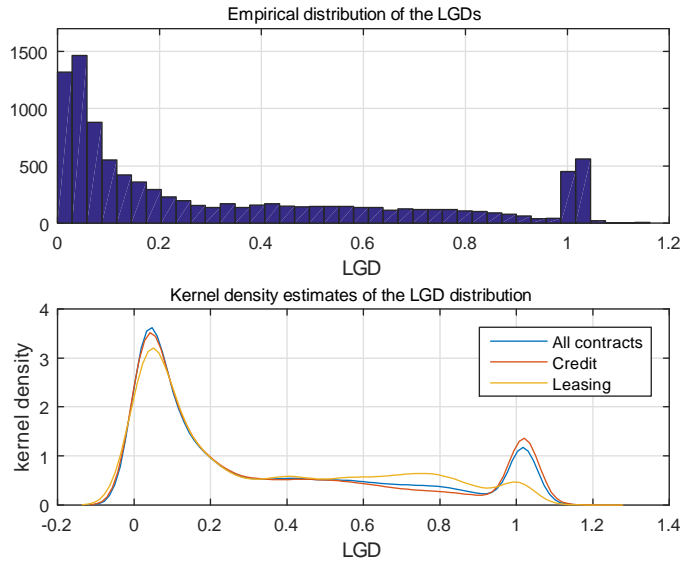 Empirical distribution of the LGDs
1500
1000
500
0
0 0.2 0.4 0.6 0.8 1 1.2
LGD
Kernel density estimates of the LGD distribution
4
3
2
1
0
kernel density
All contracts
Credit
Leasing
-0.2 0 0.2 0.4 0.6 0.8 1 1.2 1.4
LGD